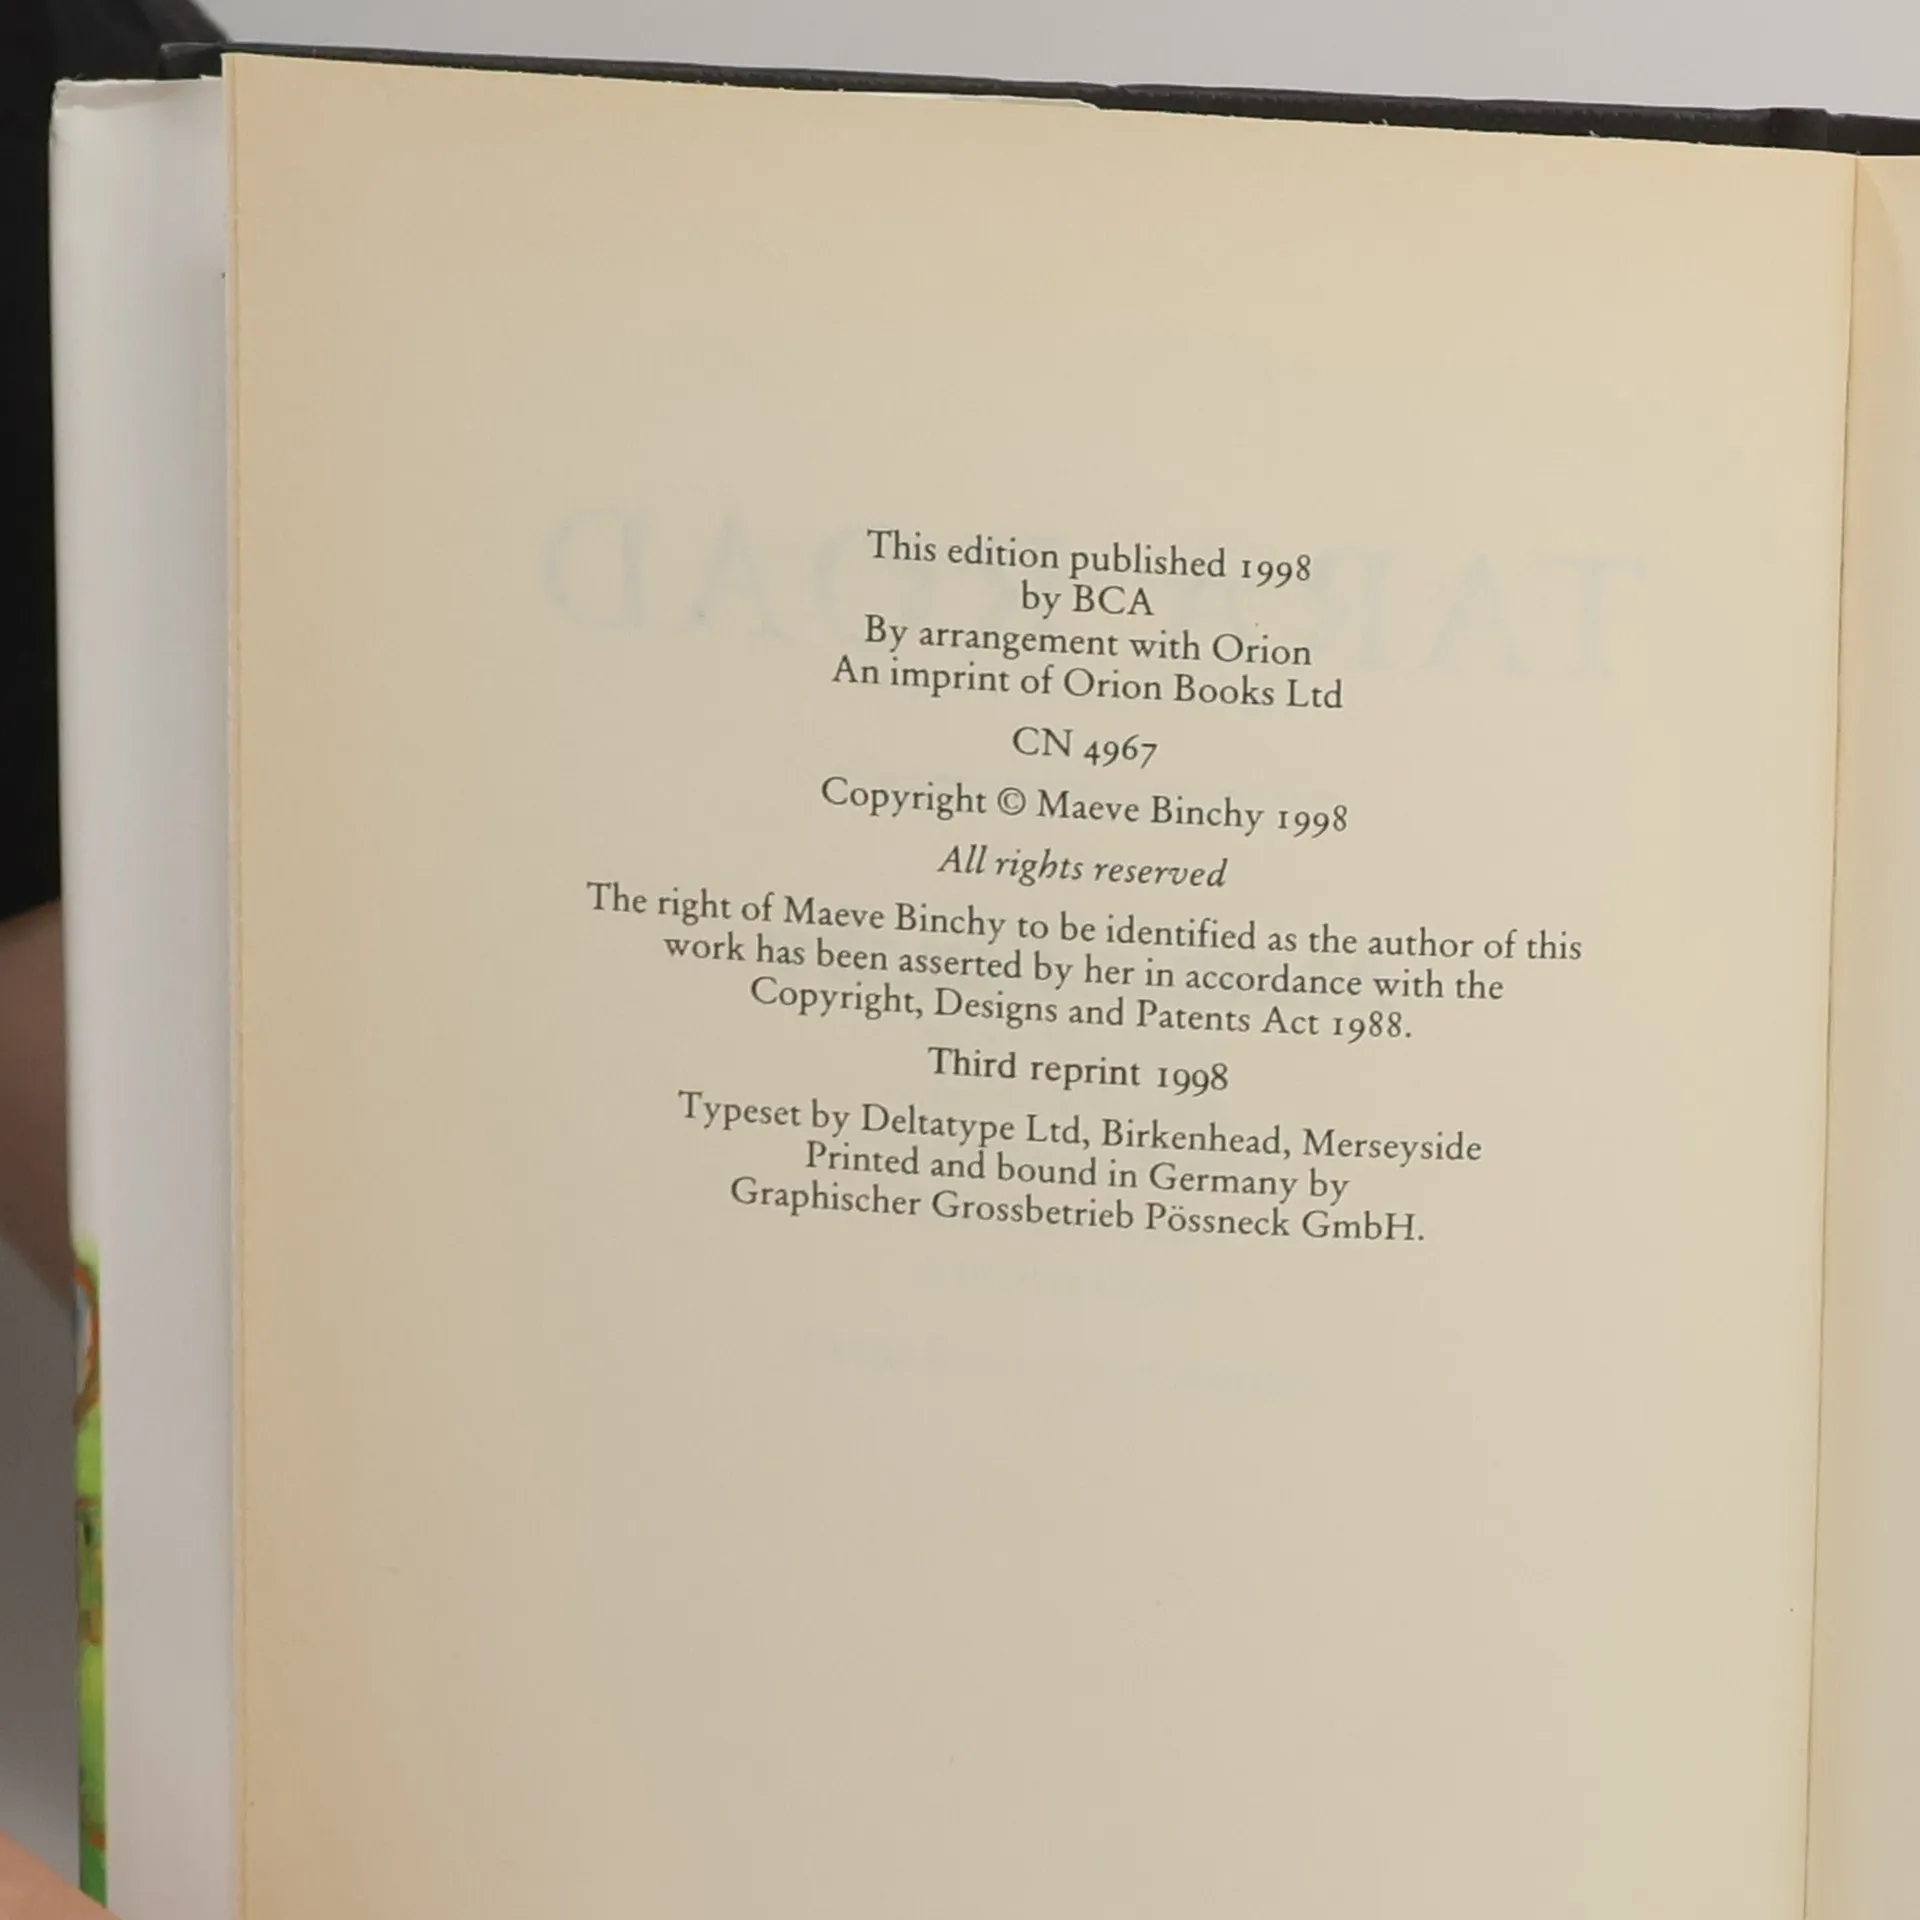 This edition published 1998
by BCA
By arrangement with Orion
An imprint of Orion Books Ltd
CN 4967
Copyright © Maeve Binchy 1998
All rights reserved
The right of Maeve Binchy to be identified as the author of this
work has been asserted by her in accordance with the
Copyright, Designs and Patents Act 1988.
Third reprint 1998
Typeset by Deltatype Ltd, Birkenhead, Merseyside
Printed and bound in Germany by
Graphischer Grossbetrieb Pössneck GmbH.